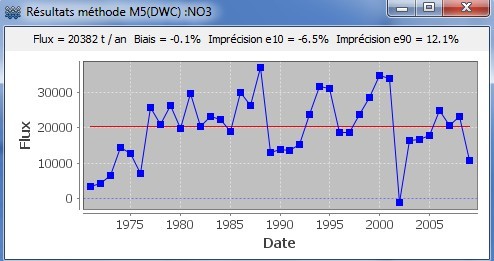 Résultats méthode M5(DWC) :NO3
Flux = 20382 t / an Biais = -0.1% Imprécision e10 = -6.5% Imprécision e90 = 12.1%
Flux
30000
20000
10000
0
1975 1980 1985 1990 1995 2000 2005
Date